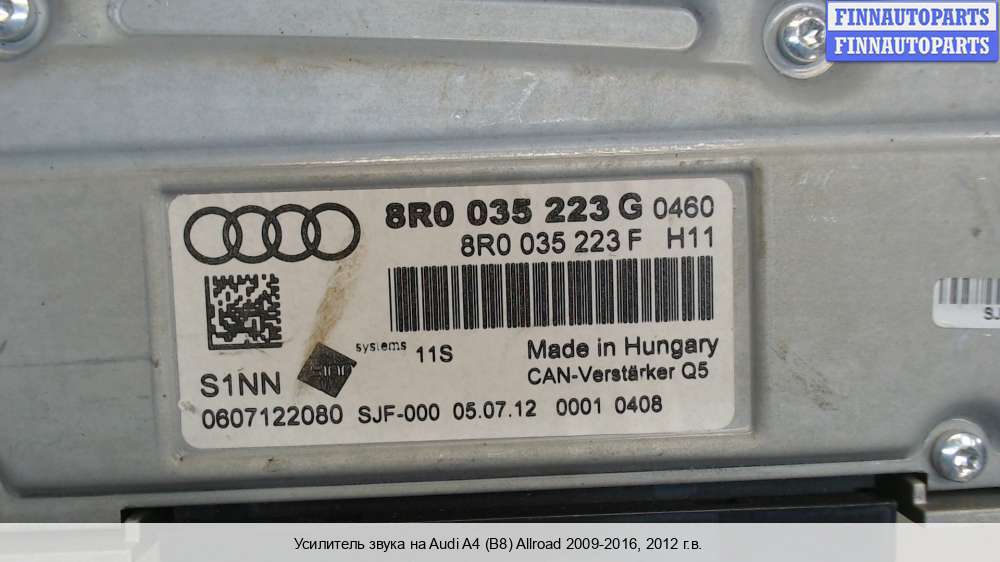 FINNAUTOPARTS
FINNAUTOPARTS
8R0 035 223 G 0460
8R0 035 223 F H11
systems 11S
Made in Hungary
CAN-Verstärker Q5
S1NN
0607122080 SJF-000 05.07.12 0001 0408
Усилитель звука на Audi A4 (B8) Allroad 2009-2016, 2012 г.в.